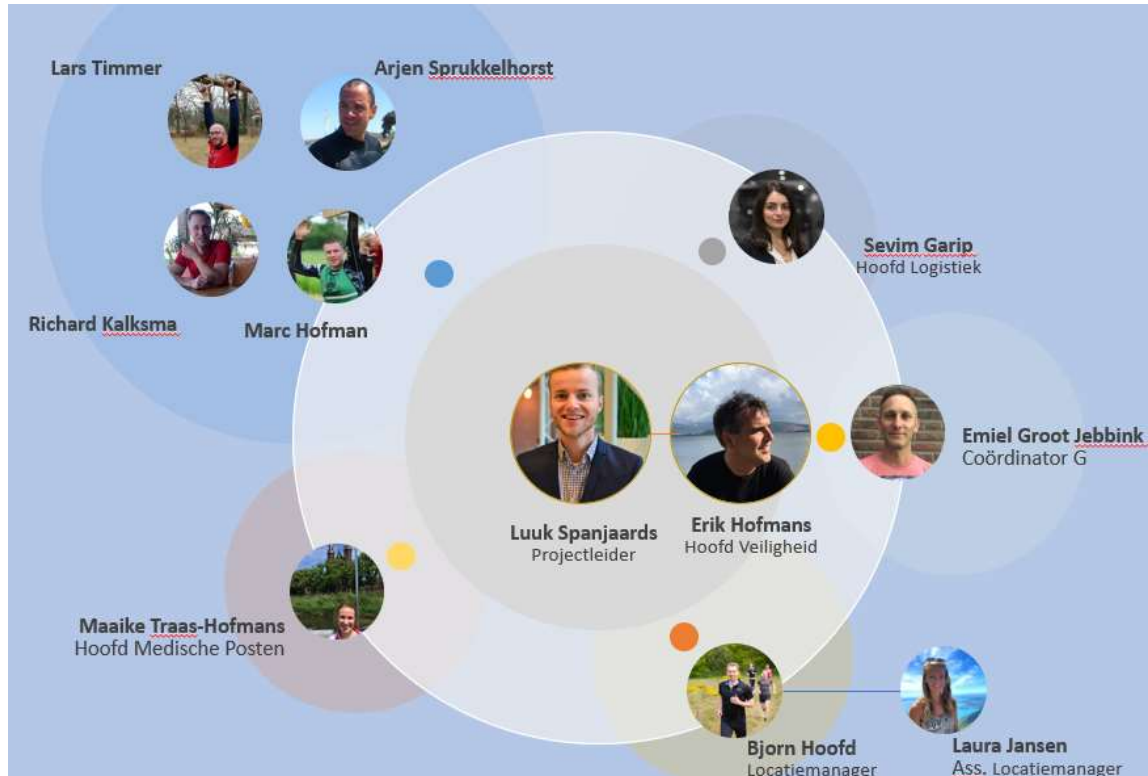 Lars Timmer
Arjen Sprukkelhorst
Richard Kalksma
Marc Hofman
Sevim Garip
Hoofd Logistiek
Luuk Spanjaards
Projectleider
Erik Hofmans
Hoofd Veiligheid
Emiel Groot Jebbink
Coördinator G
Maaike Traas-Hofmans
Hoofd Medische Posten
Bjorn Hoofd
Locatiemanager
Laura Jansen
Ass. Locatiemanager